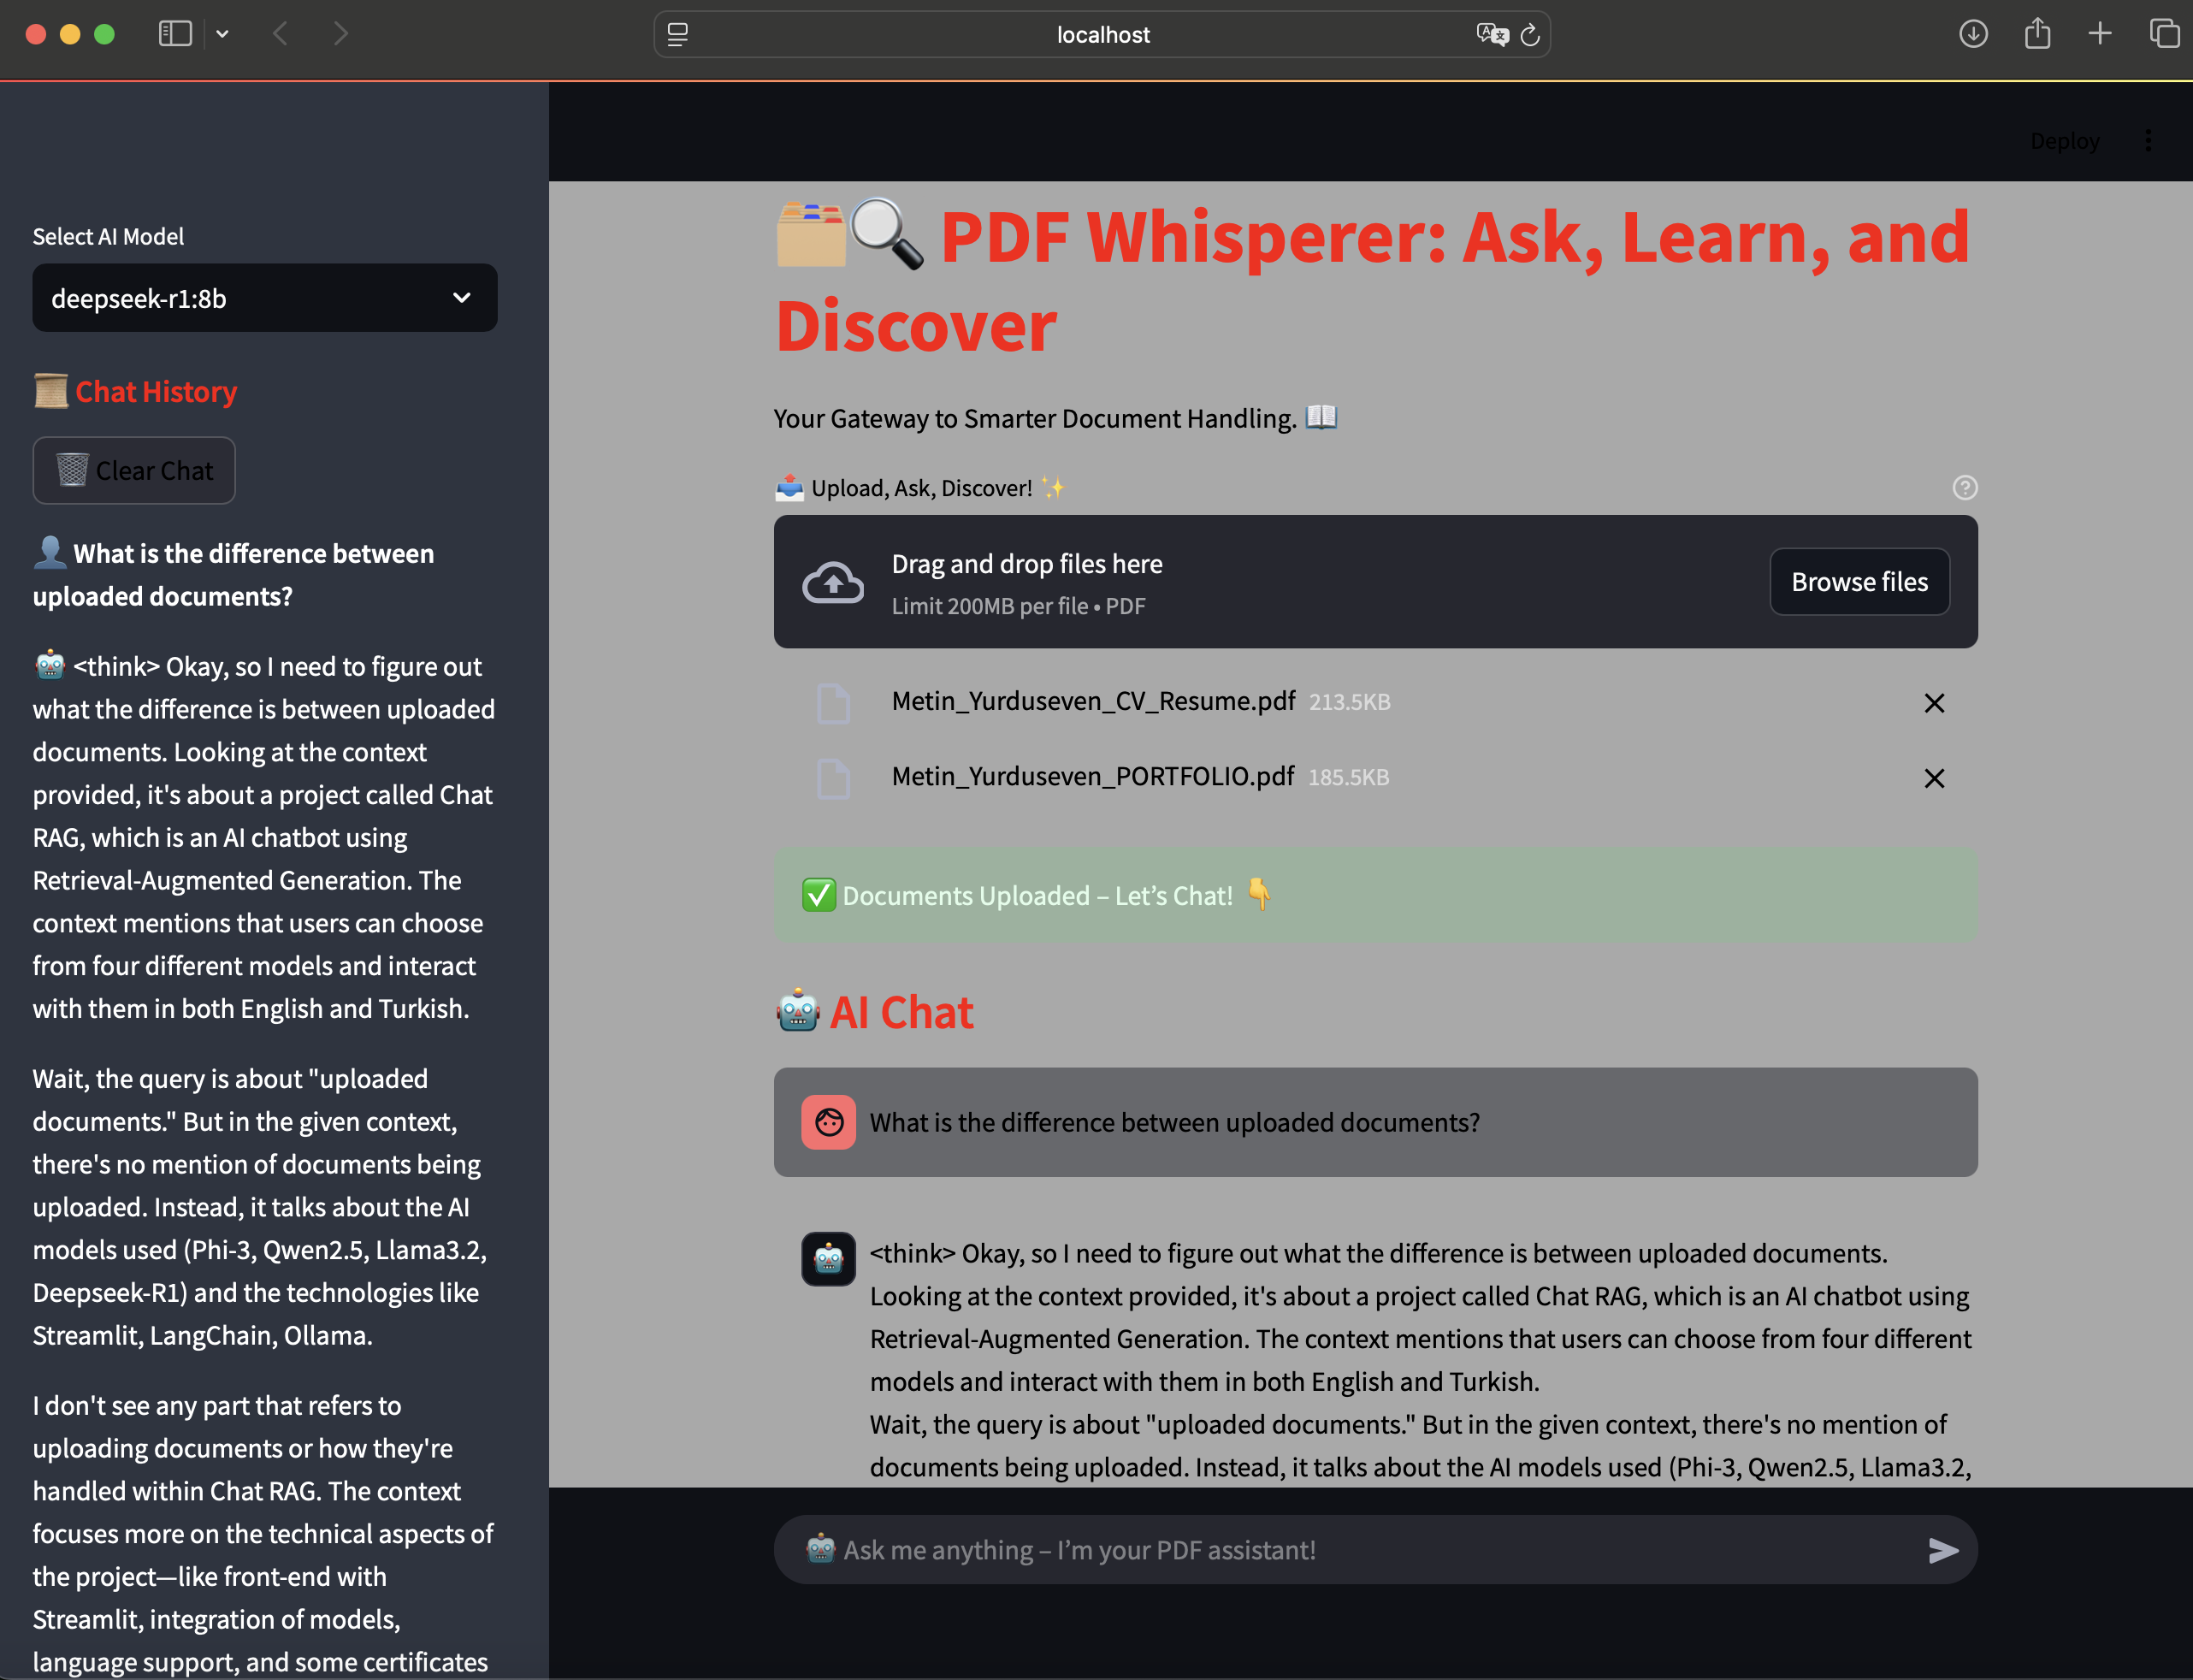 localhost
Deploy
Select AI Model
deepseek-r1:8b
Chat History
Clear Chat
What is the difference between
uploaded documents?
<think> Okay, so I need to figure out
what the difference is between uploaded
documents. Looking at the context
provided, it's about a project called Chat
RAG, which is an AI chatbot using
Retrieval-Augmented Generation. The
context mentions that users can choose
from four different models and interact
with them in both English and Turkish.
Wait, the query is about "uploaded
documents." But in the given context,
there's no mention of documents being
uploaded. Instead, it talks about the AI
models used (Phi-3, Qwen2.5, Llama3.2,
Deepseek-R1) and the technologies like
Streamlit, LangChain, Ollama.
I don't see any part that refers to
uploading documents or how they're
handled within Chat RAG. The context
focuses more on the technical aspects of
the project—like front-end with
Streamlit, integration of models,
language support, and some certificates
PDF Whisperer: Ask, Learn, and
Discover
Your Gateway to Smarter Document Handling.
Upload, Ask, Discover!
Drag and drop files here
Limit 200MB per file • PDF
Browse files
Metin_Yurduseven_CV_Resume.pdf 213.5KB
Metin_Yurduseven_PORTFOLIO.pdf 185.5KB
Documents Uploaded – Let’s Chat!
AI Chat
What is the difference between uploaded documents?
<think> Okay, so I need to figure out what the difference is between uploaded documents.
Looking at the context provided, it's about a project called Chat RAG, which is an AI chatbot using
Retrieval-Augmented Generation. The context mentions that users can choose from four different
models and interact with them in both English and Turkish.
Wait, the query is about "uploaded documents." But in the given context, there's no mention of
documents being uploaded. Instead, it talks about the AI models used (Phi-3, Qwen2.5, Llama3.2,
Ask me anything – I’m your PDF assistant!